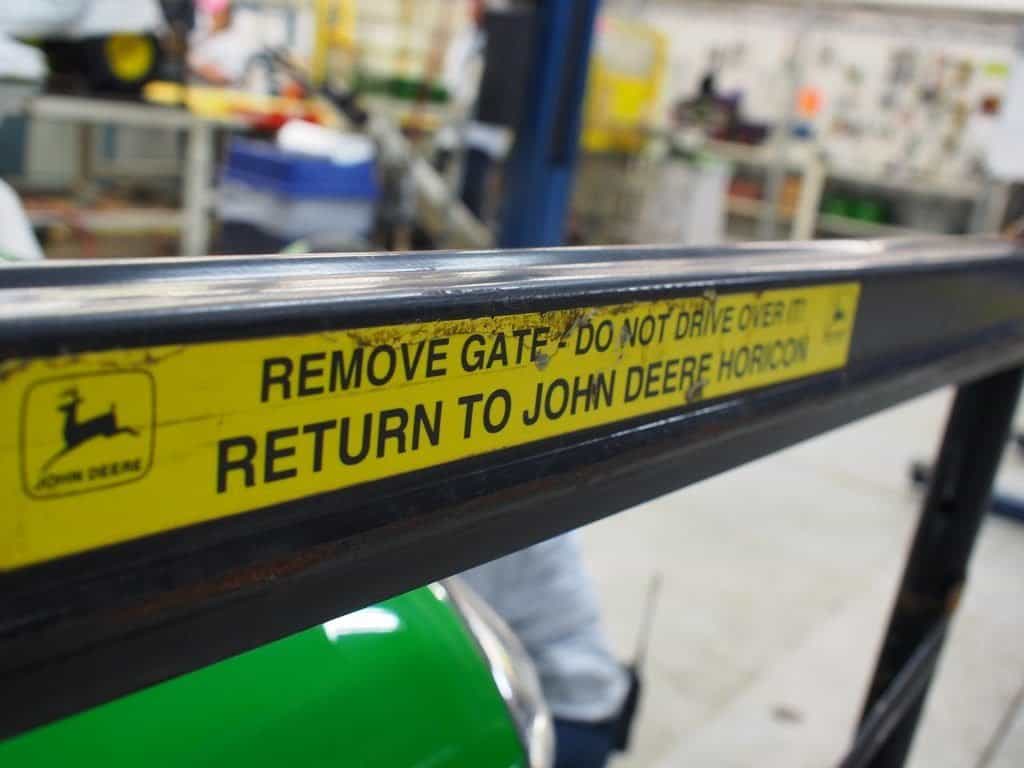 REMOVE GATE - DO NOT DRIVE OVER IT!
RETURN TO JOHN DEERE HORICON
JOHN DEERE